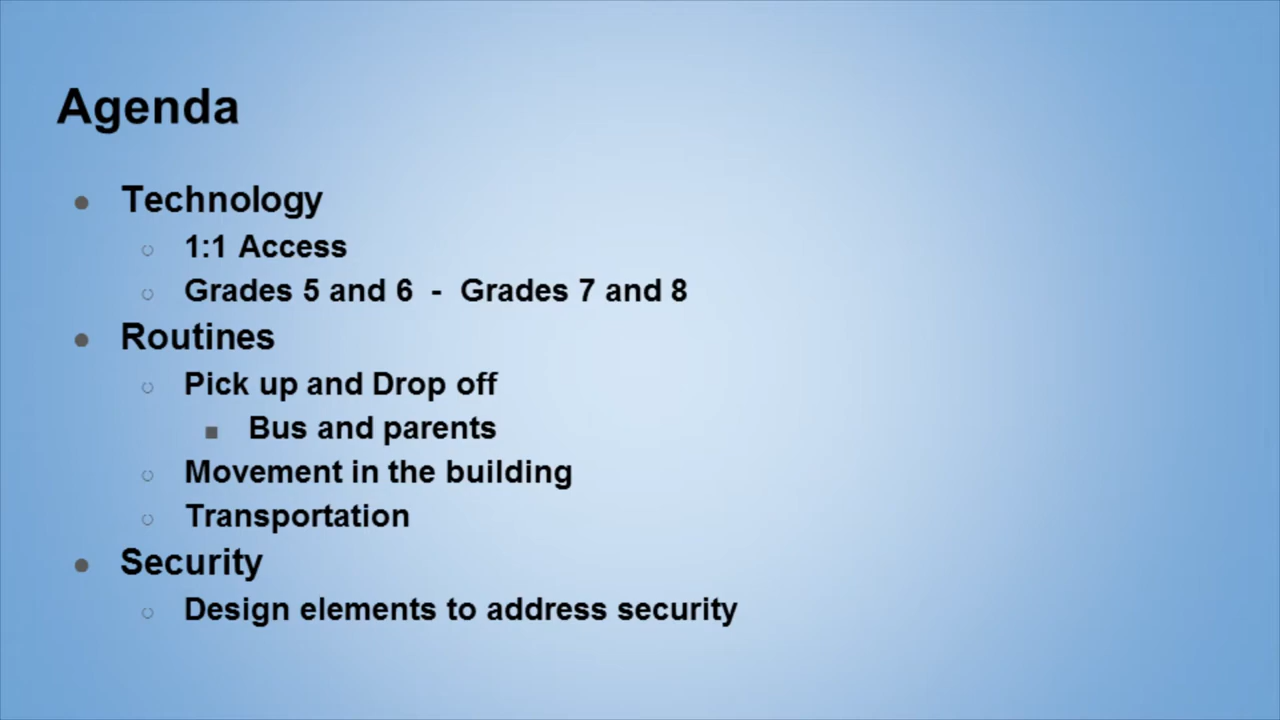 Agenda
Technology
1:1 Access
Grades 5 and 6 - Grades 7 and 8
Routines
Pick up and Drop off
Bus and parents
Movement in the building
Transportation
Security
Design elements to address security